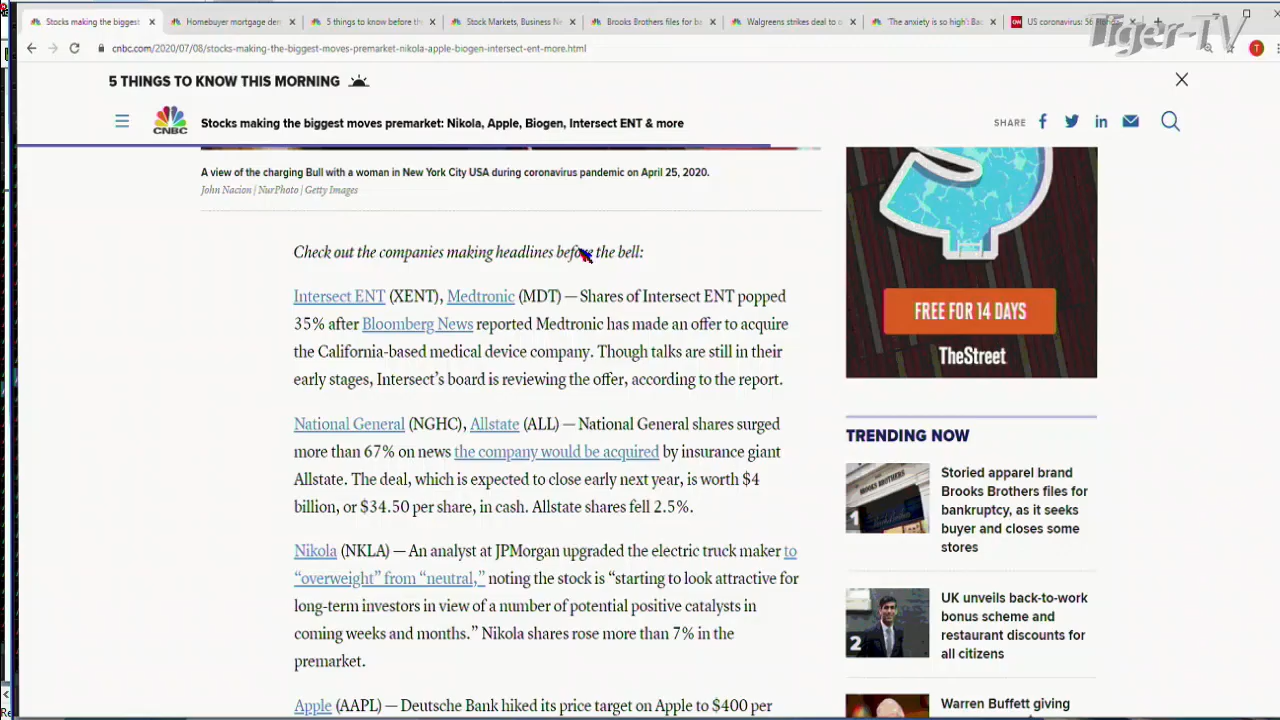 Stocks making the biggest
Homebuyer mortgage de
5 things to know before th
Stock Markets, Business N
Brooks Brothers files for ba
Walgreens strikes deal to
'The anxiety is so high': Ba
US coronavirus: 56
Tiger-TV
cnbc.com/2020/07/08/stocks-making-the-biggest-moves-premarket-nikola-apple-biogen-intersect-ent-more.html
T
5 THINGS TO KNOW THIS MORNING
CNBC
Stocks making the biggest moves premarket: Nikola, Apple, Biogen, Intersect ENT & more
SHARE
A view of the charging Bull with a woman in New York City USA during coronavirus pandemic on April 25, 2020.
John Nacion | NurPhoto | Getty Images
Check out the companies making headlines before the bell:
Intersect ENT (XENT), Medtronic (MDT) — Shares of Intersect ENT popped
35% after Bloomberg News reported Medtronic has made an offer to acquire
the California-based medical device company. Though talks are still in their
early stages, Intersect's board is reviewing the offer, according to the report.
National General (NGHC), Allstate (ALL) — National General shares surged
more than 67% on news the company would be acquired by insurance giant
Allstate. The deal, which is expected to close early next year, is worth $4
billion, or $34.50 per share, in cash. Allstate shares fell 2.5%.
Nikola (NKLA) — An analyst at JPMorgan upgraded the electric truck maker to
"overweight" from "neutral," noting the stock is "starting to look attractive for
long-term investors in view of a number of potential positive catalysts in
coming weeks and months." Nikola shares rose more than 7% in the
premarket.
Apple (AAPL) — Deutsche Bank hiked its price target on Apple to $400 per
FREE FOR 14 DAYS
TheStreet
TRENDING NOW
BROOKS BROTHERS
1
Storied apparel brand
Brooks Brothers files for
bankruptcy, as it seeks
buyer and closes some
stores
2
UK unveils back-to-work
bonus scheme and
restaurant discounts for
all citizens
Warren Buffett giving